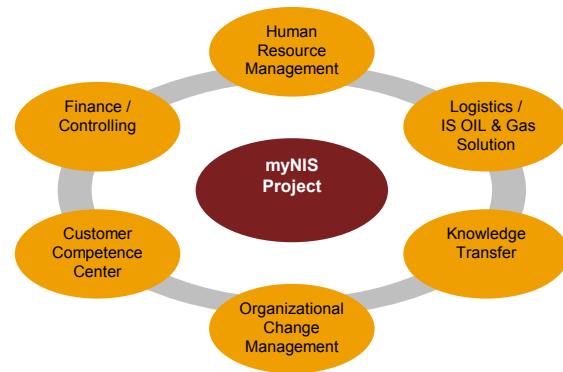 Human
Resource
Management
Finance /
Controlling
Logistics /
IS OIL & Gas
Solution
myNIS
Project
Customer
Competence
Center
Knowledge
Transfer
Organizational
Change
Management